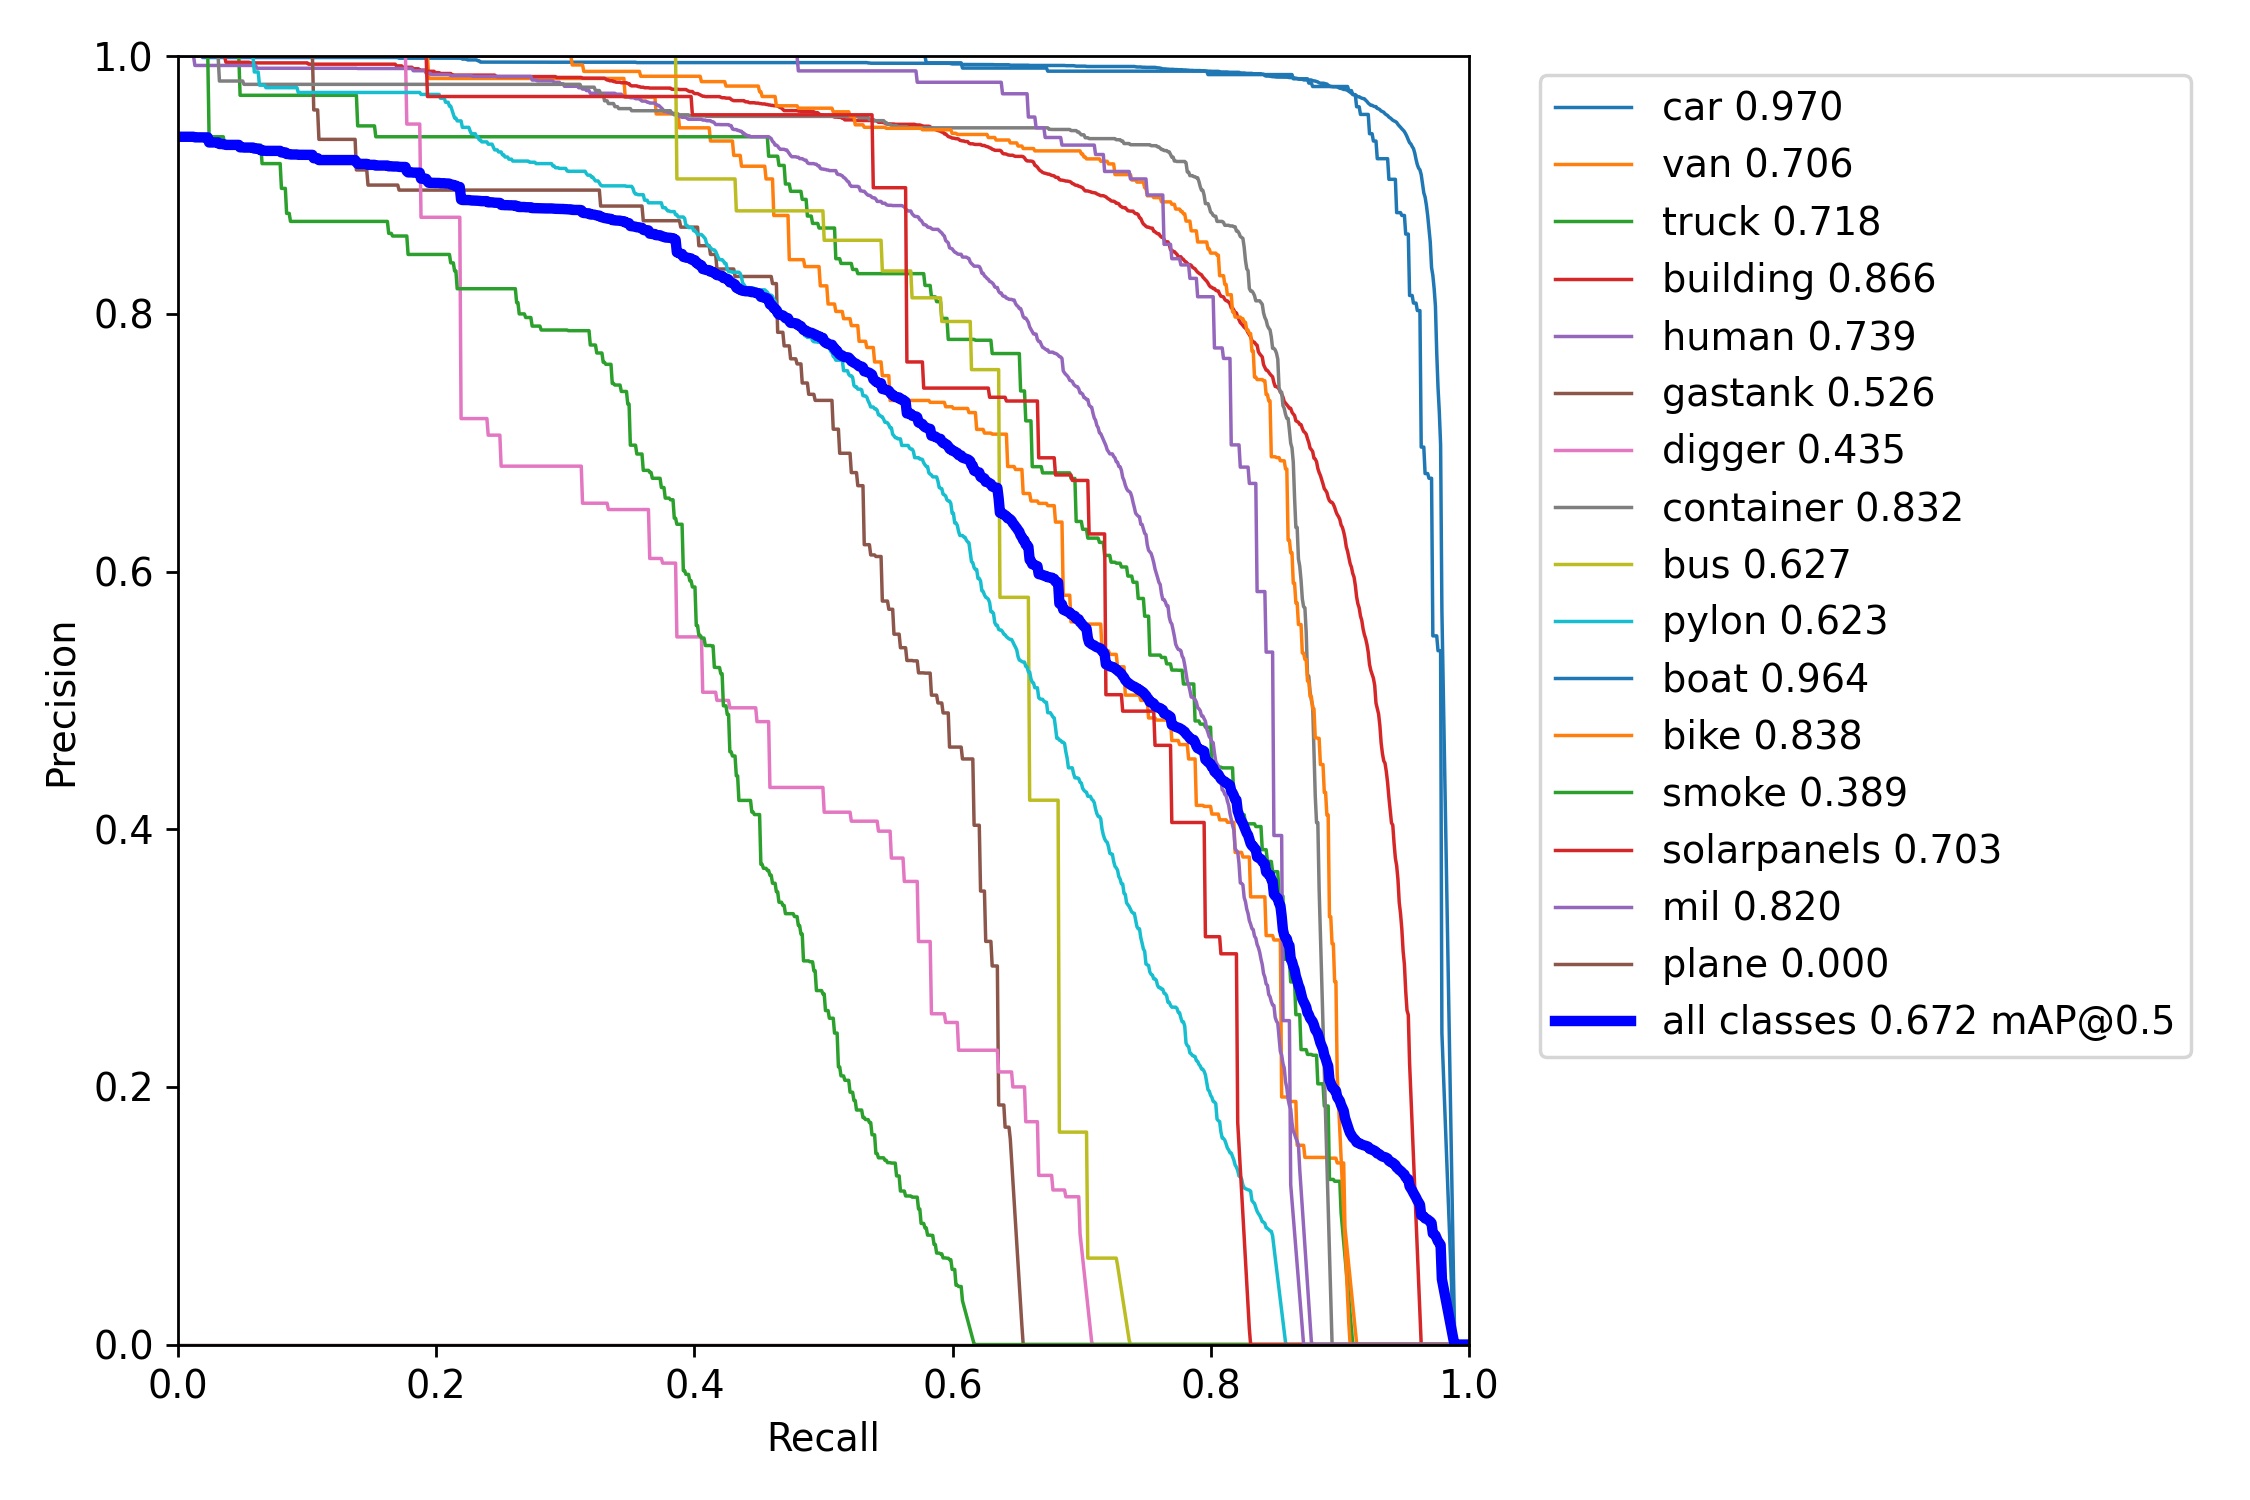 1.0
0.8
0.6
0.4
0.2
0.0
0.0 0.2 0.4 0.6 0.8 1.0
Precision
Recall
car 0.970
van 0.706
truck 0.718
building 0.866
human 0.739
gastank 0.526
digger 0.435
container 0.832
bus 0.627
pylon 0.623
boat 0.964
bike 0.838
smoke 0.389
solarpanels 0.703
mil 0.820
plane 0.000
all classes 0.672 mAP@0.5